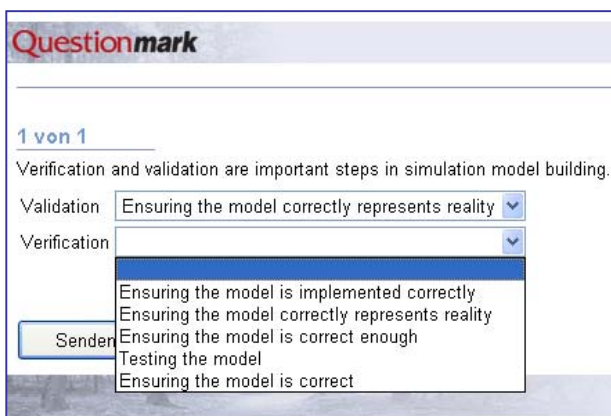 Questionmark
1 von 1
Verification and validation are important steps in simulation model building.
Validation Ensuring the model correctly represents reality
Verification
Ensuring the model is implemented correctly
Ensuring the model correctly represents reality
Senden Ensuring the model is correct enough
Testing the model
Ensuring the model is correct